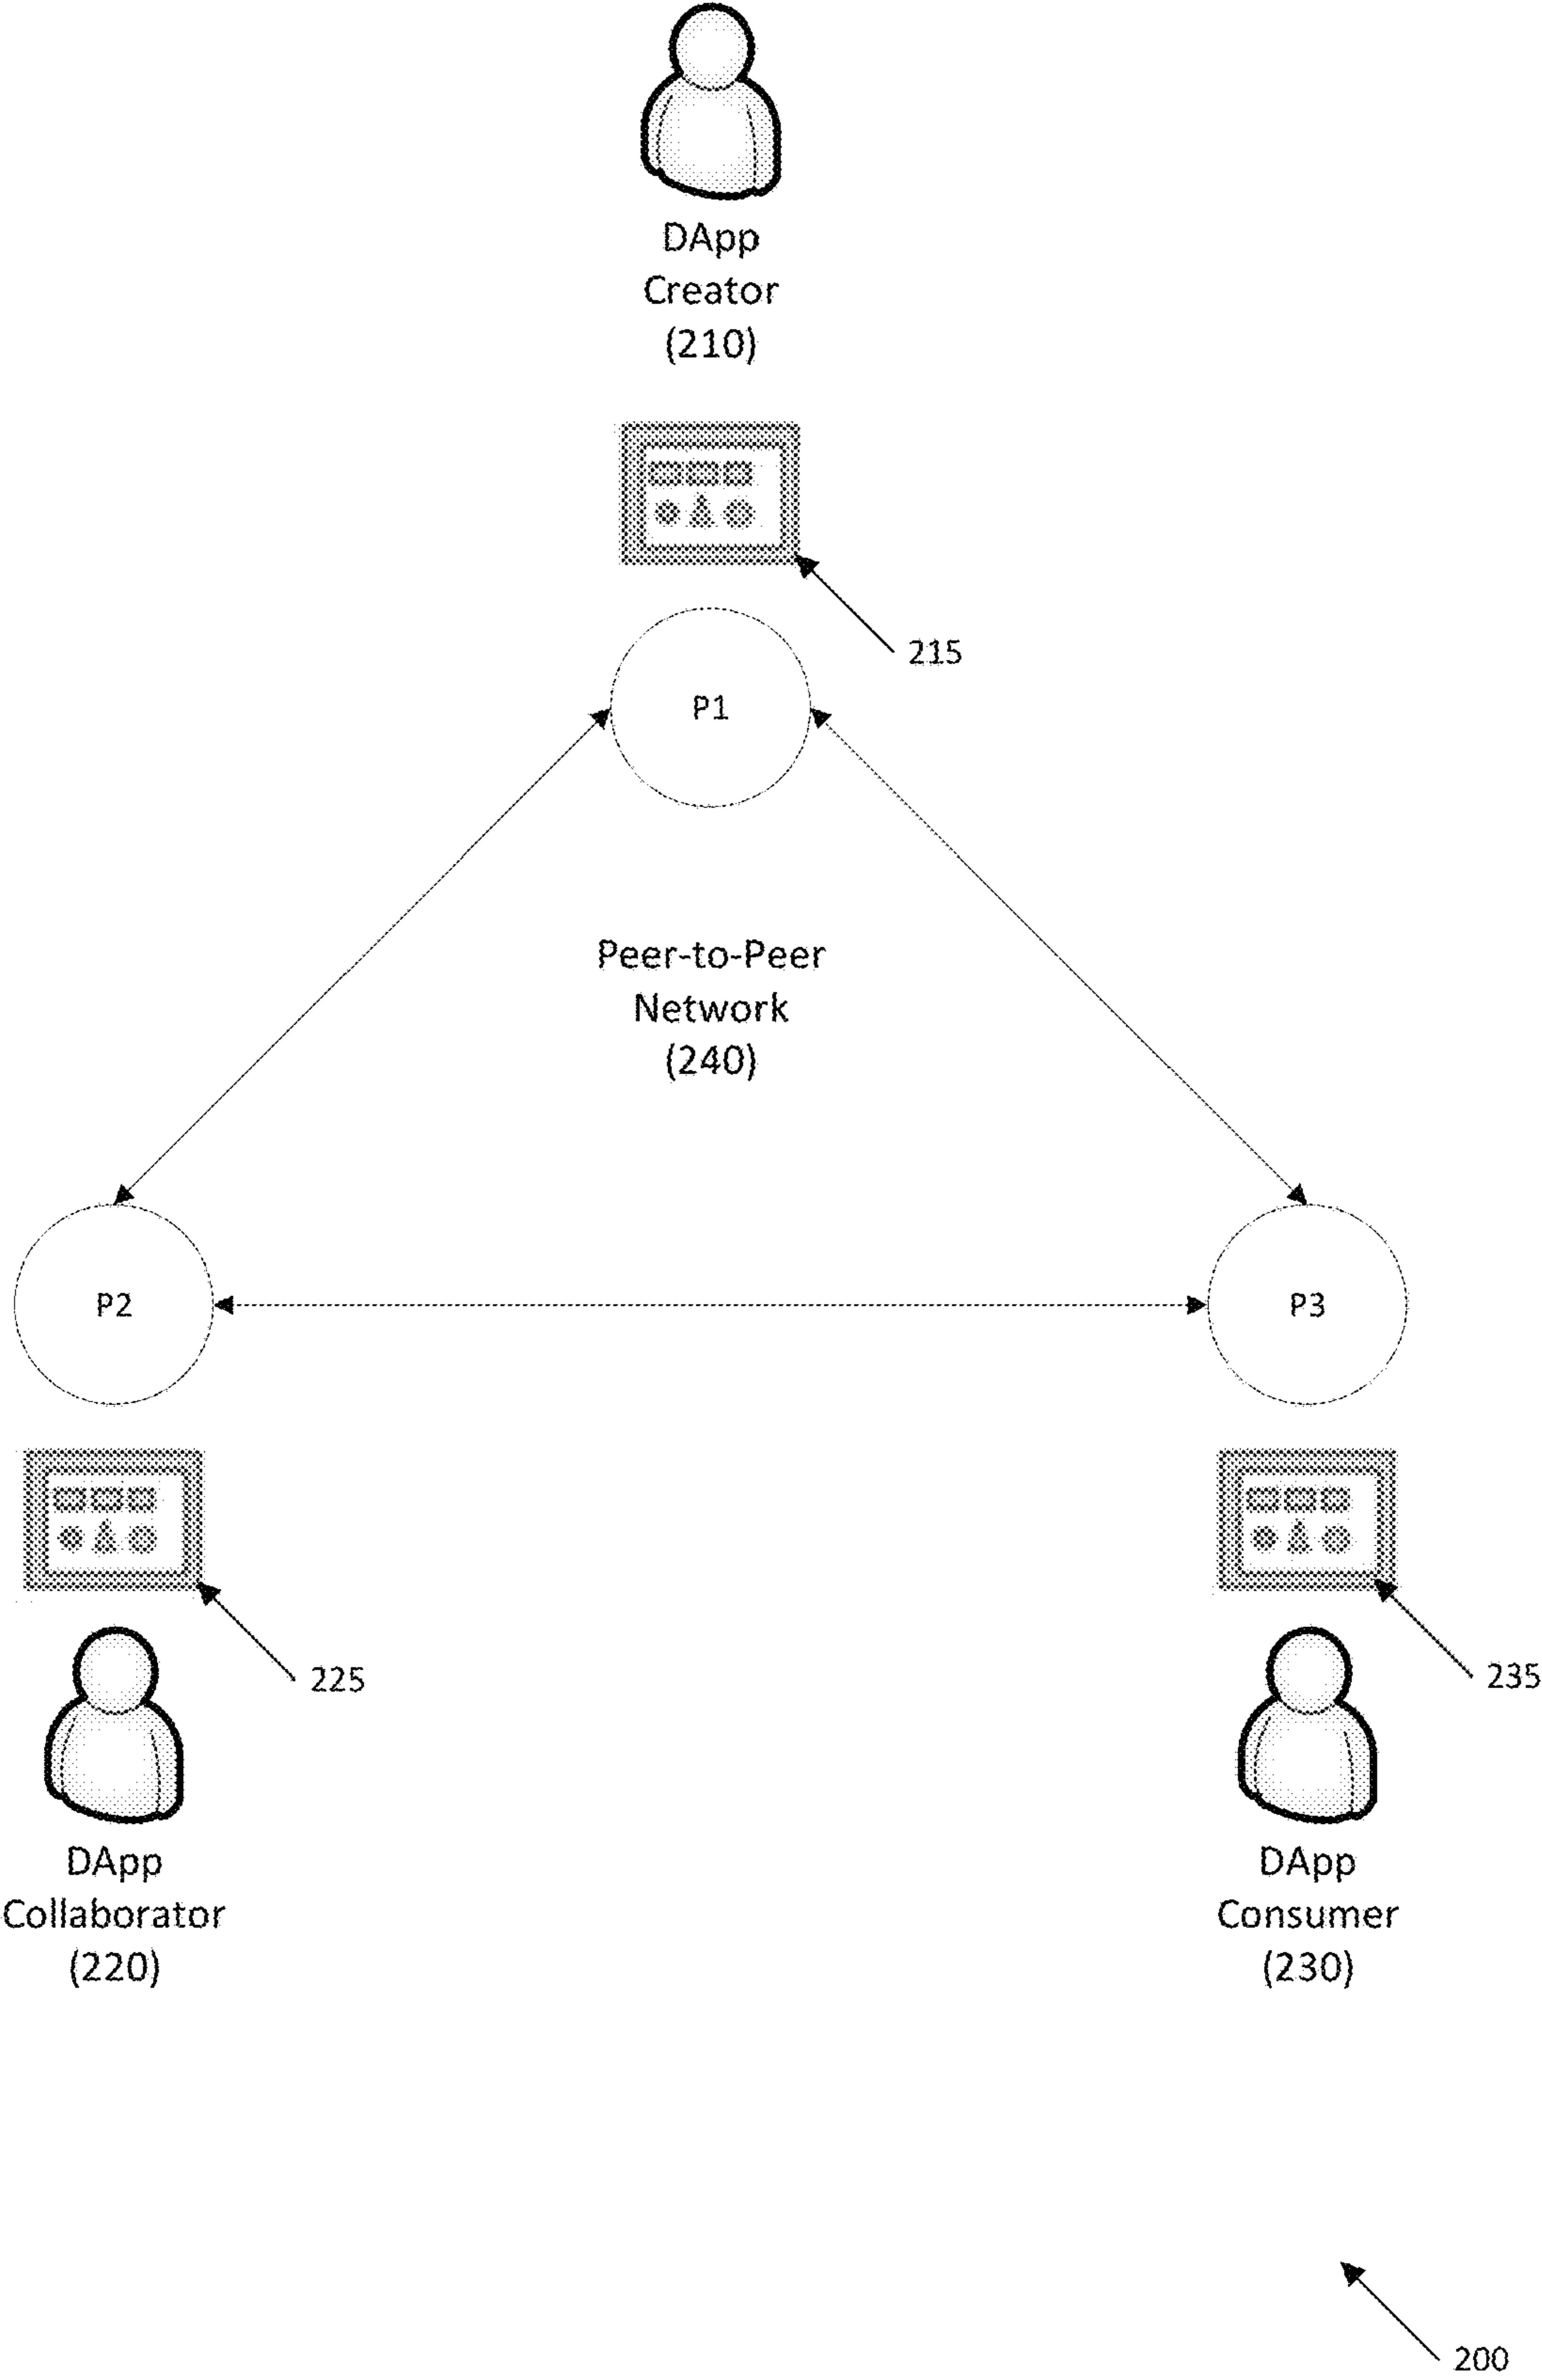 DApp
Creator
(210)
215
P1
Peer-to-Peer
Network
(240)
P2
P3
225
235
DApp
Collaborator
(220)
DApp
Consumer
(230)
200